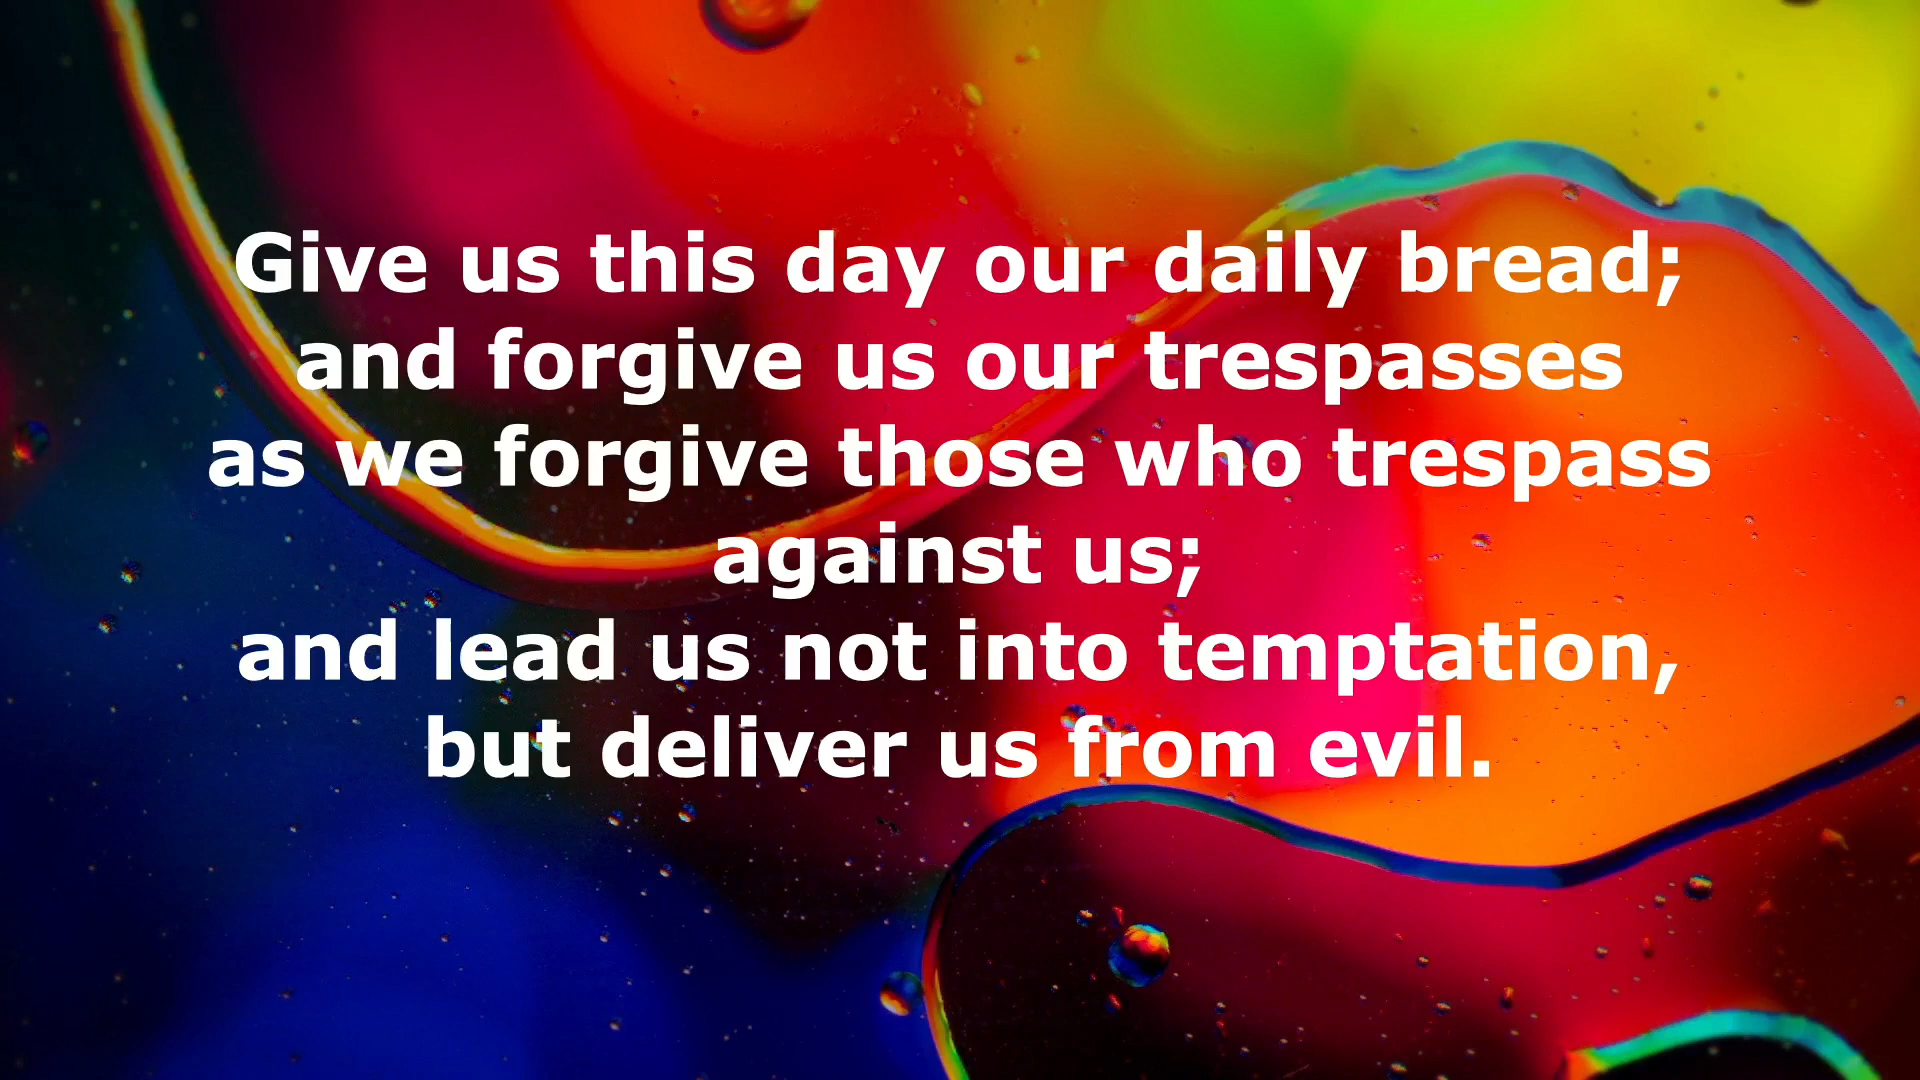 Give us this day our daily bread;
and forgive us our trespasses
as we forgive those who trespass
against us;
and lead us not into temptation,
but deliver us from evil.